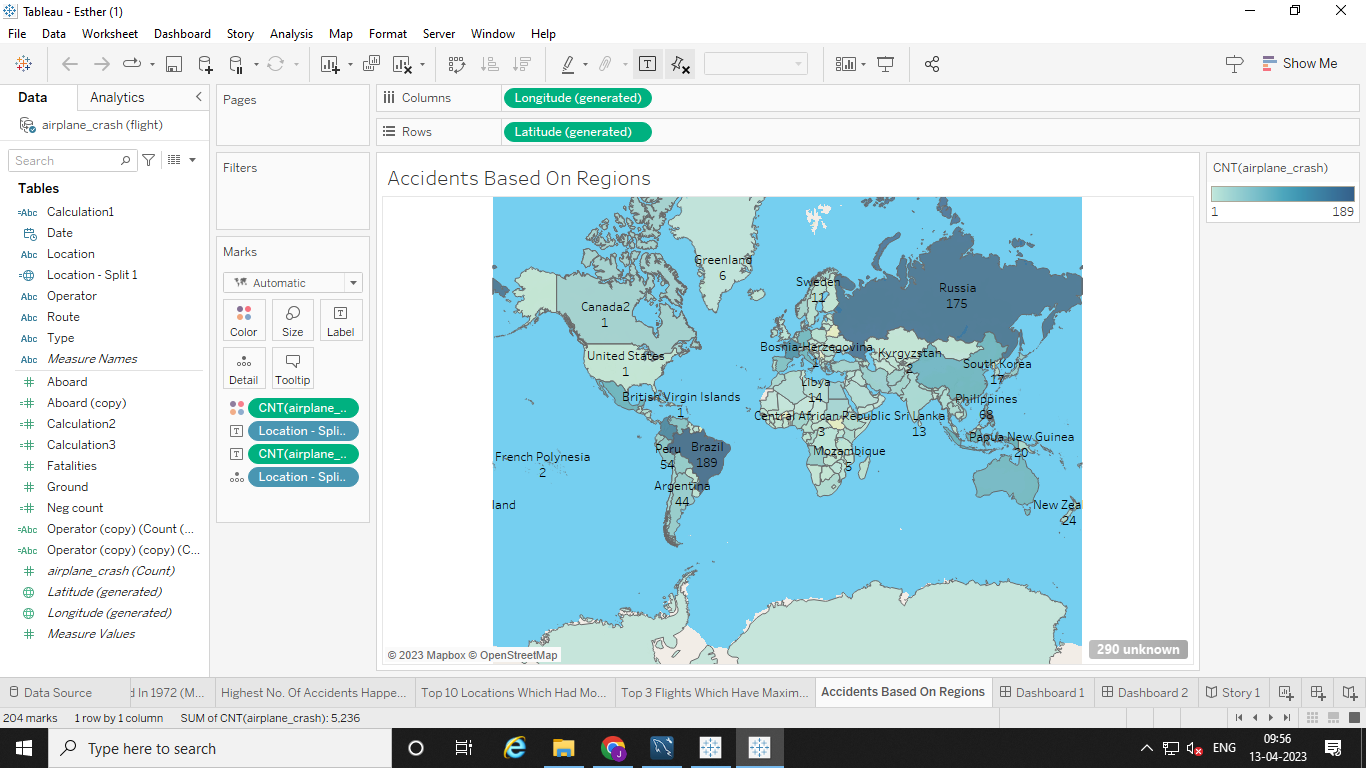 Tableau - Esther (1)
File Data Worksheet Dashboard Story Analysis Map Format Server Window Help
Show Me
Data Analytics
airplane_crash (flight)
Search
Tables
Abc Calculation1
Date
Abc Location
Location - Split 1
Abc Operator
Abc Route
Abc Type
Abc Measure Names
Aboard
Aboard (copy)
Calculation2
Calculation3
Fatalities
Ground
Neg count
Abc Operator (copy) (Count (...
Abc Operator (copy) (copy) (C...
airplane_crash (Count)
Latitude (generated)
Longitude (generated)
Measure Values
Pages
Filters
Marks
Automatic
Color Size Label
Detail Tooltip
CNT(airplane_..
Location - Spli..
CNT(airplane_..
Location - Spli..
Columns Longitude (generated)
Rows Latitude (generated)
Accidents Based On Regions
Greenland
6
Sweden
11
Russia
175
Canada2
1
United States
1
Bosnia-Herzegovina
1
Kyrgyzstah
2
South Korea
17
Libya
14
British Virgin Islands
1
Philippines
68
Central African Republic
3
Sri Lanka
13
Papua New Guinea
20
Peru
54
Brazil
189
Mozambique
5
French Polynesia
2
Argentina
44
land
New Zea
24
© 2023 Mapbox © OpenStreetMap
290 unknown
CNT(airplane_crash)
1 189
Data Source d In 1972 (M... Highest No. Of Accidents Happe... Top 10 Locations Which Had Mo... Top 3 Flights Which Have Maxim... Accidents Based On Regions Dashboard 1 Dashboard 2 Story 1
204 marks 1 row by 1 column SUM of CNT(airplane_crash): 5,236
Type here to search
J
ENG
09:56
13-04-2023